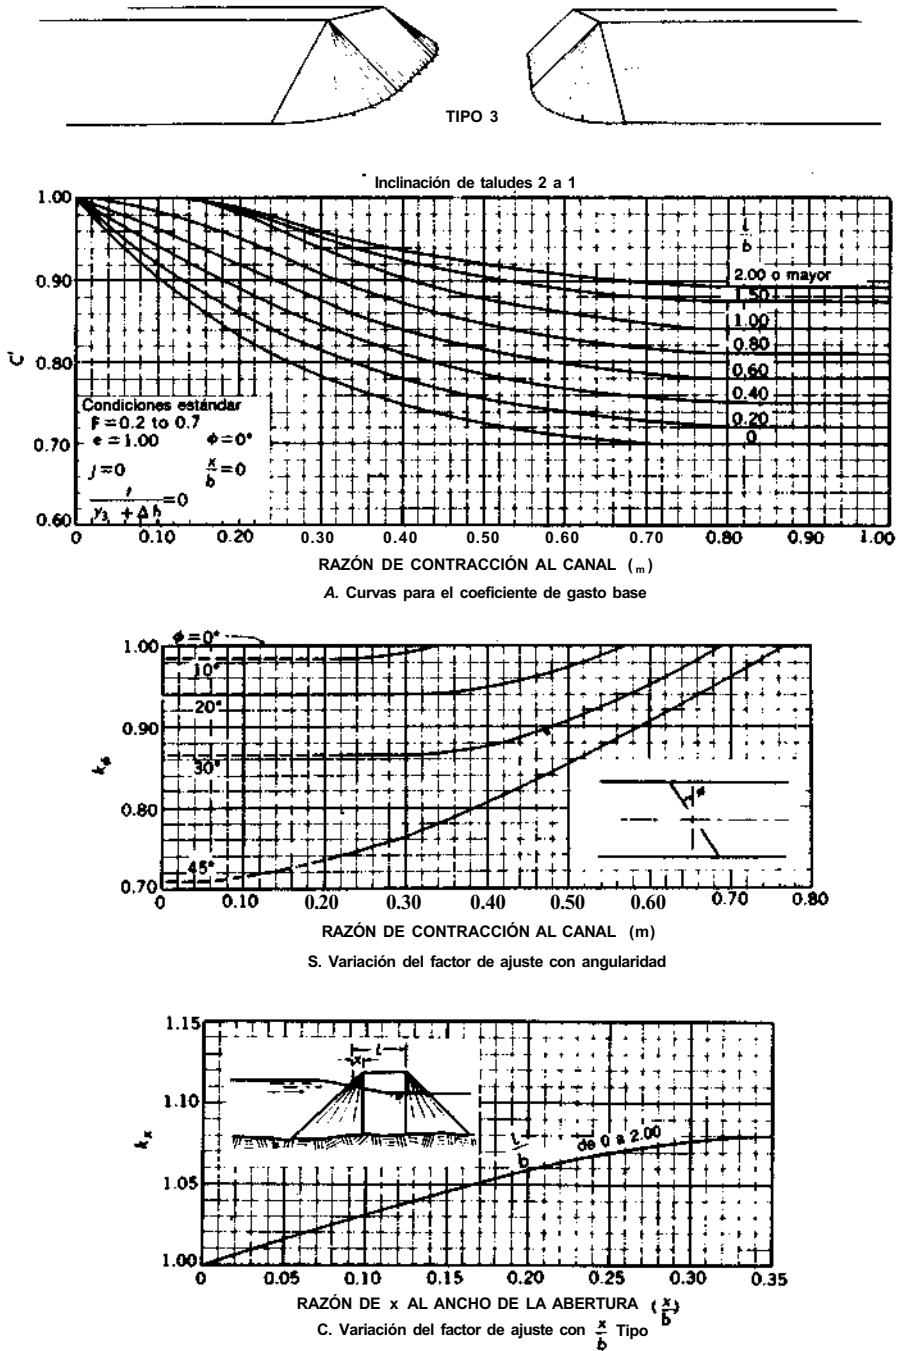 TIPO 3
Inclinación de taludes 2 a 1
1.00
0.90
0.80
0.70
0.60
C'
L
b
2.00 o mayor
1.50
1.00
0.80
0.60
0.40
0.20
0
Condiciones estándar
F=0.2 to 0.7
e=1.00 ϕ=0°
j=0 x/b=0
t/(y3 + Δh)=0
0 0.10 0.20 0.30 0.40 0.50 0.60 0.70 0.80 0.90 1.00
RAZÓN DE CONTRACCIÓN AL CANAL (m)
A. Curvas para el coeficiente de gasto base
ϕ=0°
1.00
10°
20°
0.90
kϕ
30°
0.80
45°
0.70
ϕ
0 0.10 0.20 0.30 0.40 0.50 0.60 0.70 0.80
RAZÓN DE CONTRACCIÓN AL CANAL (m)
S. Variación del factor de ajuste con angularidad
1.15
1.10
1.05
1.00
kx
x
L
L/b de 0 a 2.00
0 0.05 0.10 0.15 0.20 0.25 0.30 0.35
RAZÓN DE x AL ANCHO DE LA ABERTURA (x/b)
C. Variación del factor de ajuste con x/b Tipo